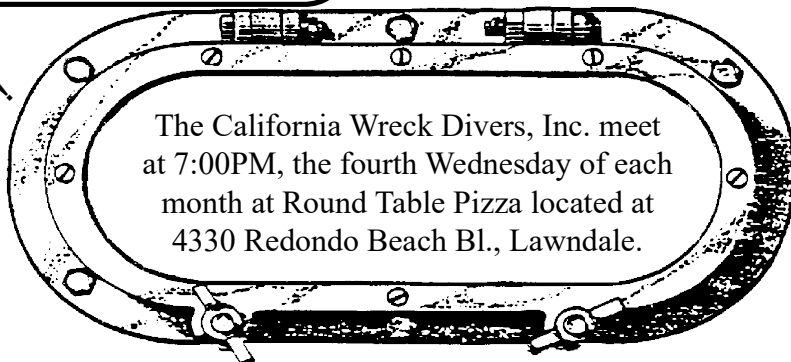 The California Wreck Divers, Inc. meet
at 7:00PM, the fourth Wednesday of each
month at Round Table Pizza located at
4330 Redondo Beach Bl., Lawndale.